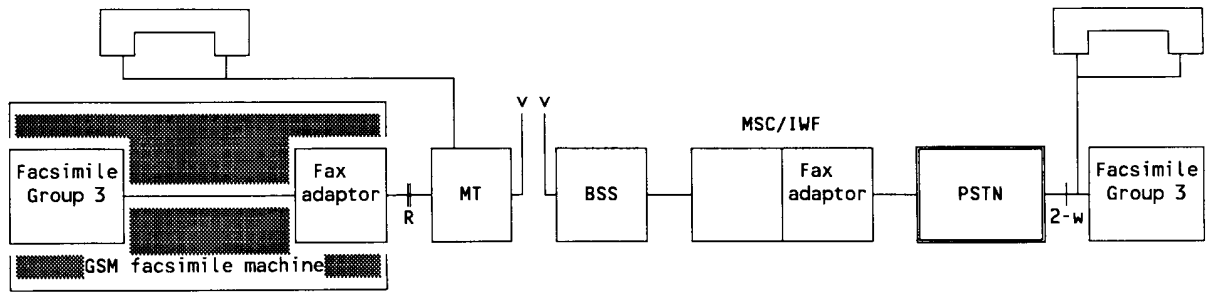 v v
MSC/IWF
Facsimile
Group 3
Fax
adaptor
R
MT
BSS
Fax
adaptor
PSTN
2-w
Facsimile
Group 3
GSM facsimile machine